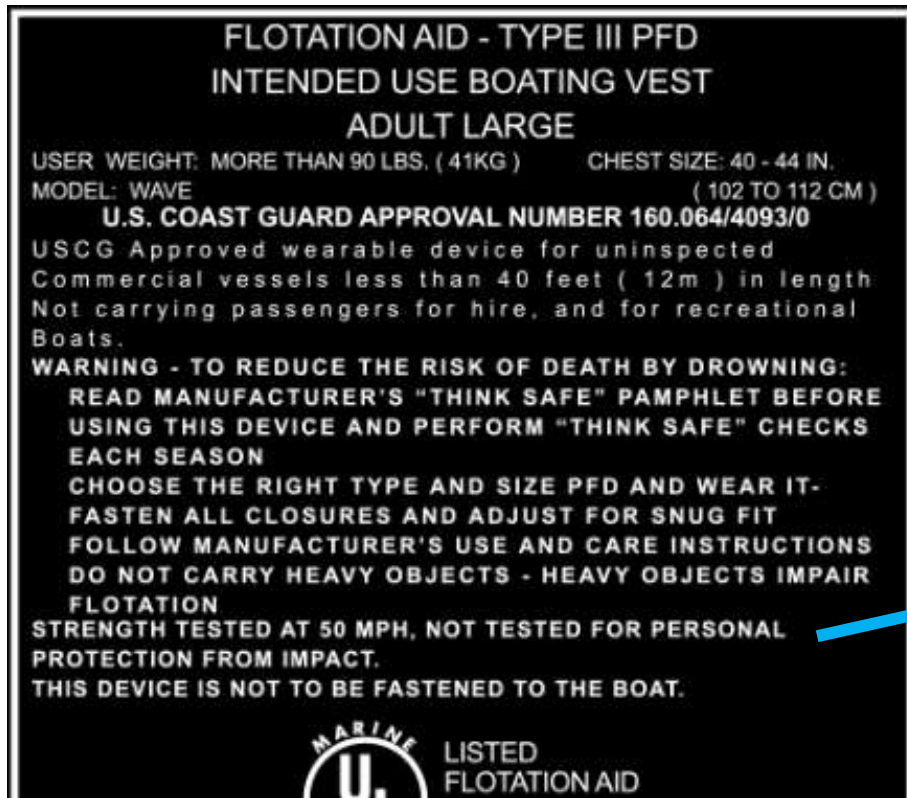 FLOTATION AID - TYPE III PFD
INTENDED USE BOATING VEST
ADULT LARGE
USER WEIGHT: MORE THAN 90 LBS. ( 41KG ) CHEST SIZE: 40 - 44 IN.
MODEL: WAVE ( 102 TO 112 CM )
U.S. COAST GUARD APPROVAL NUMBER 160.064/4093/0
USCG Approved wearable device for uninspected
Commercial vessels less than 40 feet ( 12m ) in length
Not carrying passengers for hire, and for recreational
Boats.
WARNING - TO REDUCE THE RISK OF DEATH BY DROWNING:
READ MANUFACTURER'S “THINK SAFE” PAMPHLET BEFORE
USING THIS DEVICE AND PERFORM “THINK SAFE” CHECKS
EACH SEASON
CHOOSE THE RIGHT TYPE AND SIZE PFD AND WEAR IT-
FASTEN ALL CLOSURES AND ADJUST FOR SNUG FIT
FOLLOW MANUFACTURER'S USE AND CARE INSTRUCTIONS
DO NOT CARRY HEAVY OBJECTS - HEAVY OBJECTS IMPAIR
FLOTATION
STRENGTH TESTED AT 50 MPH, NOT TESTED FOR PERSONAL
PROTECTION FROM IMPACT.
THIS DEVICE IS NOT TO BE FASTENED TO THE BOAT.
MARINE
U
LISTED
FLOTATION AID